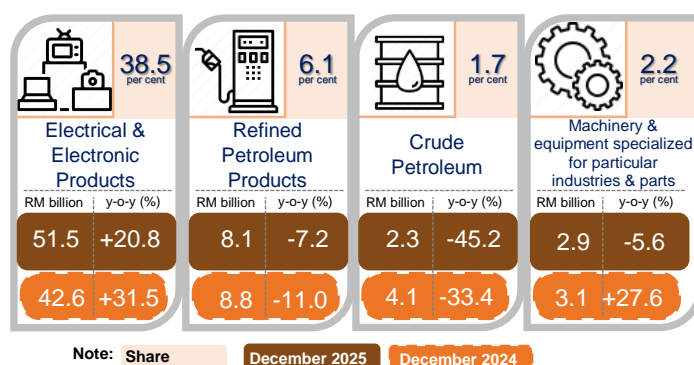 38.5
per cent
Electrical &
Electronic
Products
RM billion y-o-y (%)
51.5 +20.8
42.6 +31.5
6.1
per cent
Refined
Petroleum
Products
RM billion y-o-y (%)
8.1 -7.2
8.8 -11.0
1.7
per cent
Crude
Petroleum
RM billion y-o-y (%)
2.3 -45.2
4.1 -33.4
2.2
per cent
Machinery &
equipment specialized
for particular
industries & parts
RM billion y-o-y (%)
2.9 -5.6
3.1 +27.6
Note: Share December 2025 December 2024